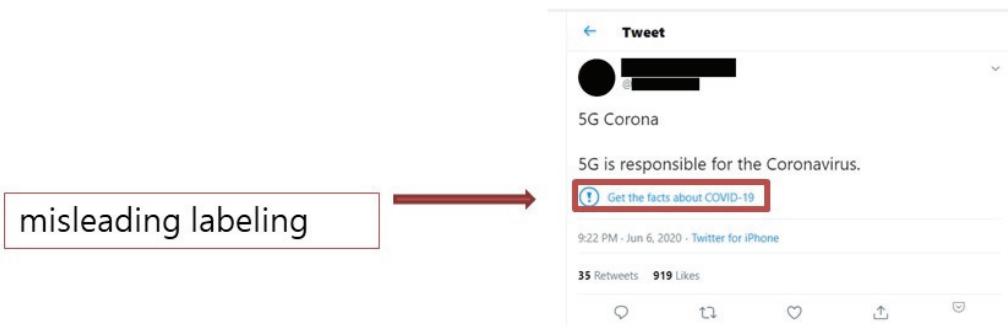 misleading labeling
Tweet
@
5G Corona
5G is responsible for the Coronavirus.
Get the facts about COVID-19
9:22 PM · Jun 6, 2020 · Twitter for iPhone
35 Retweets 919 Likes